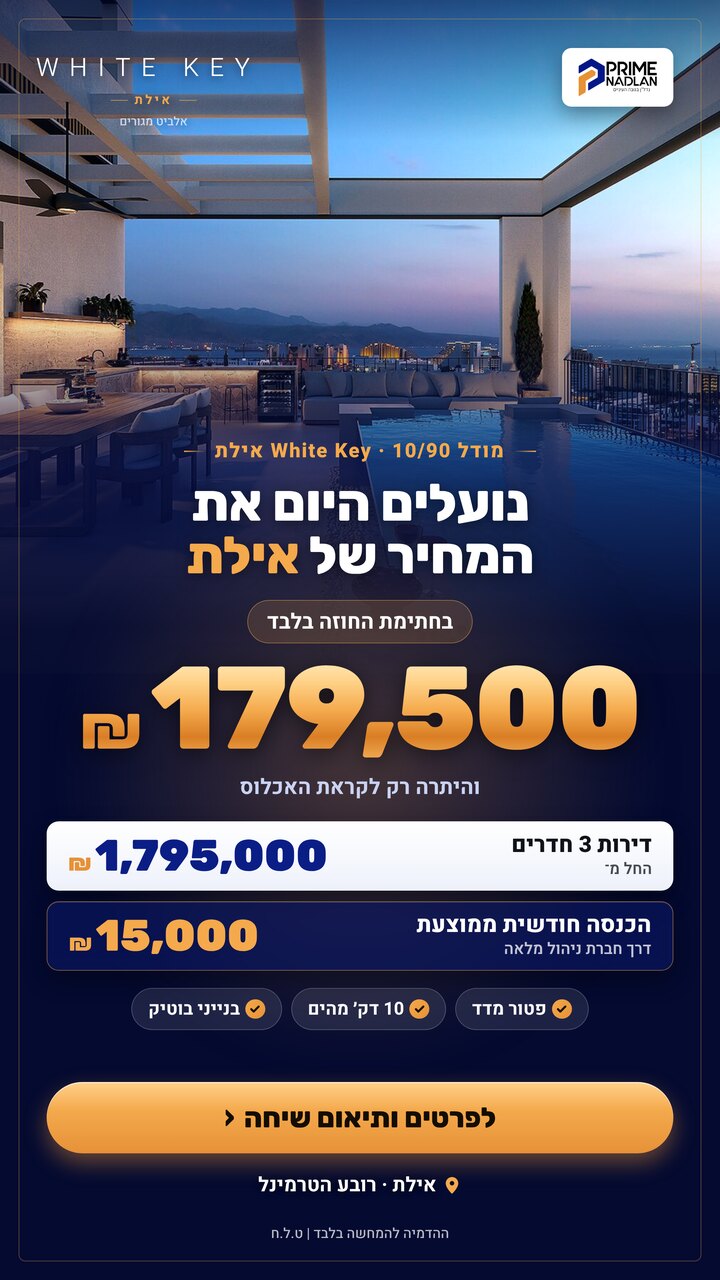 WHITE KEY
אילת
אלביט מגורים
PRIME
NADLAN
נדל"ן בגובה העיניים
מודל 10/90 · White Key אילת
נועלים היום את
המחיר של אילת
בחתימת החוזה בלבד
179,500 ₪
והיתרה רק לקראת האכלוס
דירות 3 חדרים
החל מ־
1,795,000 ₪
הכנסה חודשית ממוצעת
דרך חברת ניהול מלאה
15,000 ₪
פטור מדד
10 דק׳ מהים
בנייני בוטיק
לפרטים ותיאום שיחה ‹
אילת · רובע הטרמינל
ההדמיה להמחשה בלבד | ט.ל.ח